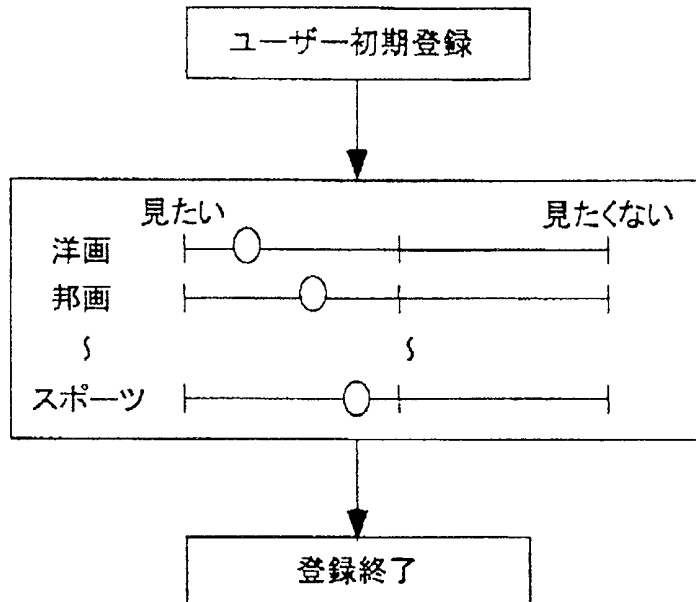 ユーザー初期登録
見たい 見たくない
洋画
邦画
∫ ∫
スポーツ
登録終了